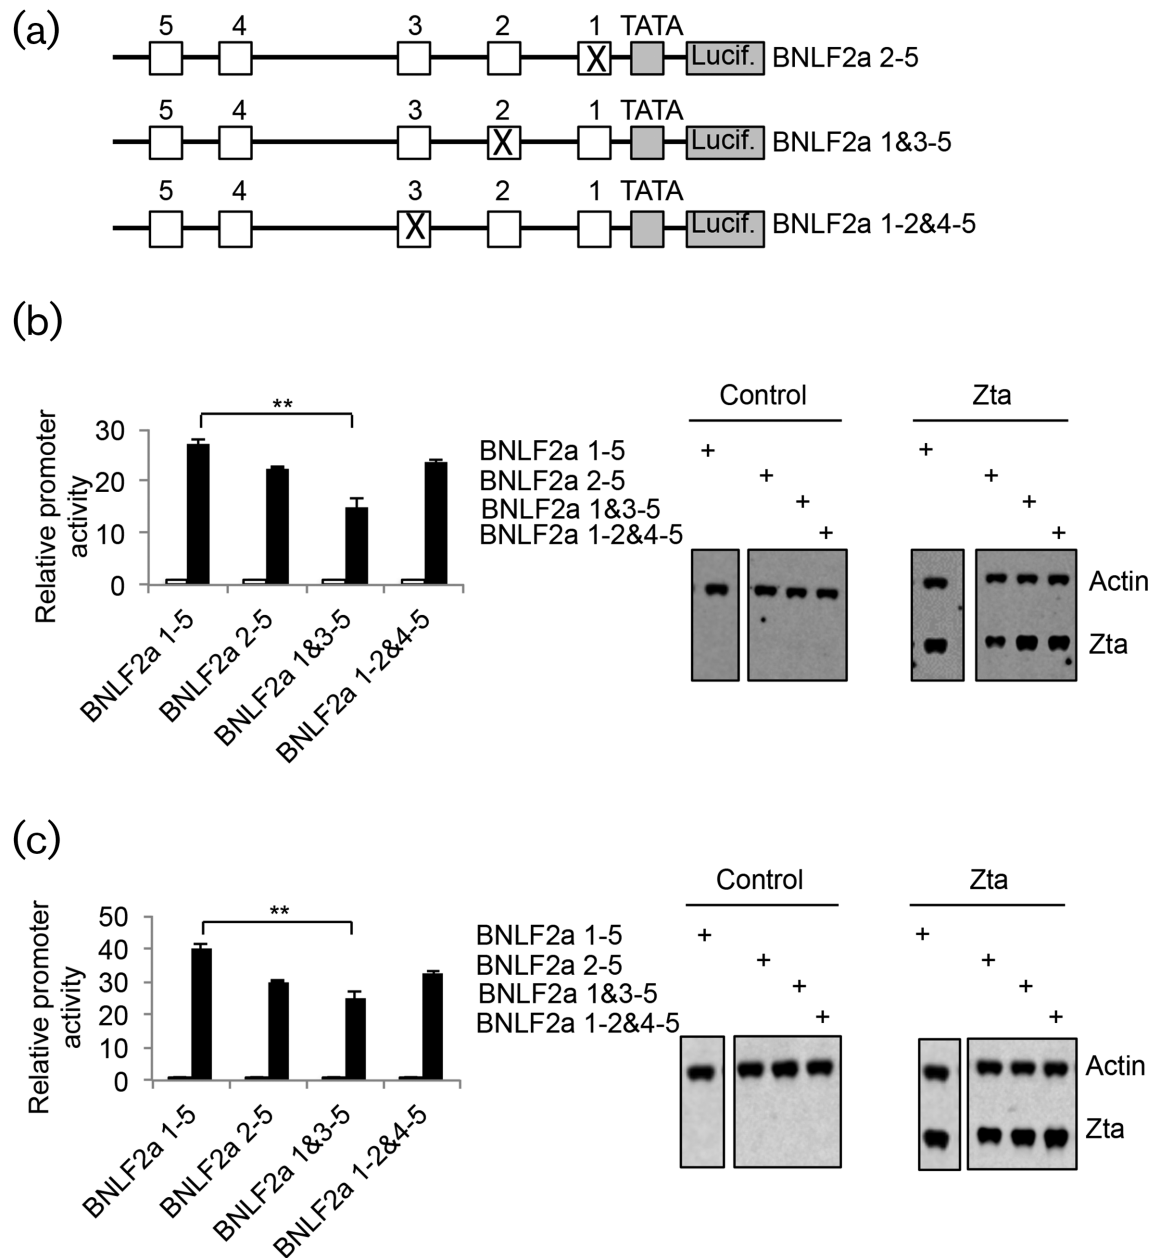 (a)
5 4 3 2 1 TATA
X Lucif. BNLF2a 2-5
5 4 3 2 1 TATA
X Lucif. BNLF2a 1&3-5
5 4 3 2 1 TATA
X Lucif. BNLF2a 1-2&4-5
(b)
Relative promoter
activity
30
20
10
0
**
BNLF2a 1-5
BNLF2a 2-5
BNLF2a 1&3-5
BNLF2a 1-2&4-5
Control Zta
BNLF2a 1-5 + +
BNLF2a 2-5 + +
BNLF2a 1&3-5 + +
BNLF2a 1-2&4-5 + +
Actin
Zta
(c)
Relative promoter
activity
50
40
30
20
10
0
**
BNLF2a 1-5
BNLF2a 2-5
BNLF2a 1&3-5
BNLF2a 1-2&4-5
Control Zta
BNLF2a 1-5 + +
BNLF2a 2-5 + +
BNLF2a 1&3-5 + +
BNLF2a 1-2&4-5 + +
Actin
Zta